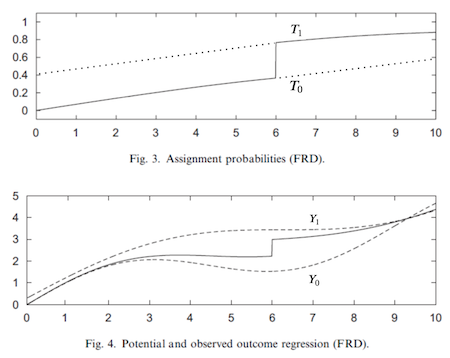 1
0.8
0.6
0.4
0.2
0
0 1 2 3 4 5 6 7 8 9 10
T1
T0
Fig. 3. Assignment probabilities (FRD).
5
4
3
2
1
0
0 1 2 3 4 5 6 7 8 9 10
Y1
Y0
Fig. 4. Potential and observed outcome regression (FRD).